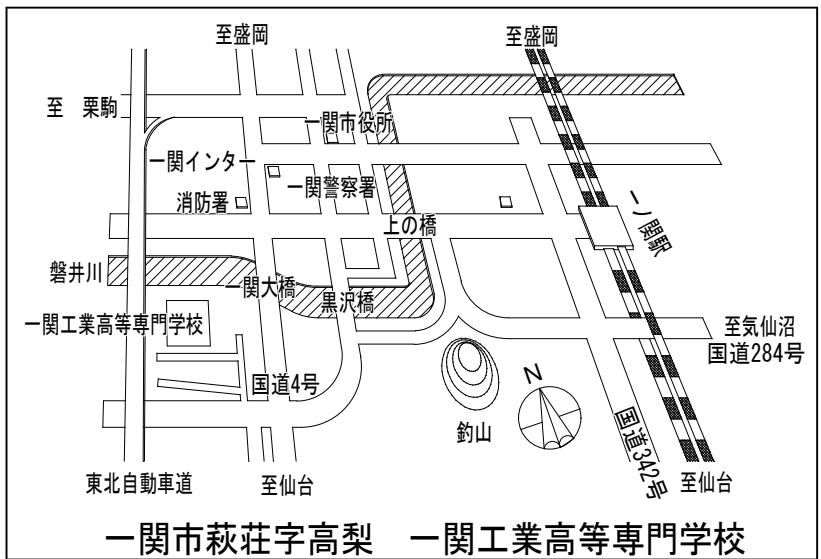 至盛岡
至盛岡
至　栗駒
一関市役所
一関インター
一関警察署
消防署
上の橋
一ノ関駅
磐井川
一関大橋
黒沢橋
一関工業高等専門学校
至気仙沼
国道284号
国道4号
N
釣山
国道342号
東北自動車道
至仙台
至仙台
一関市萩荘字高梨　一関工業高等専門学校